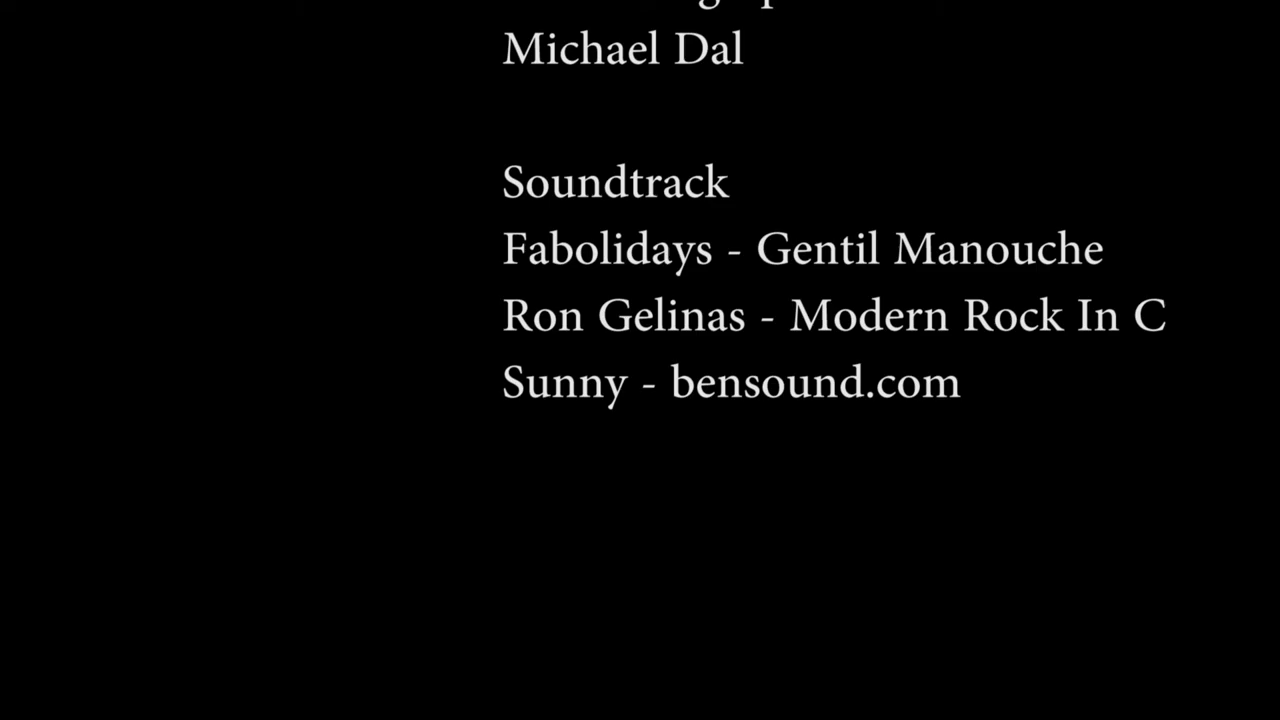 Michael Dal

Soundtrack
Fabolidays - Gentil Manouche
Ron Gelinas - Modern Rock In C
Sunny - bensound.com